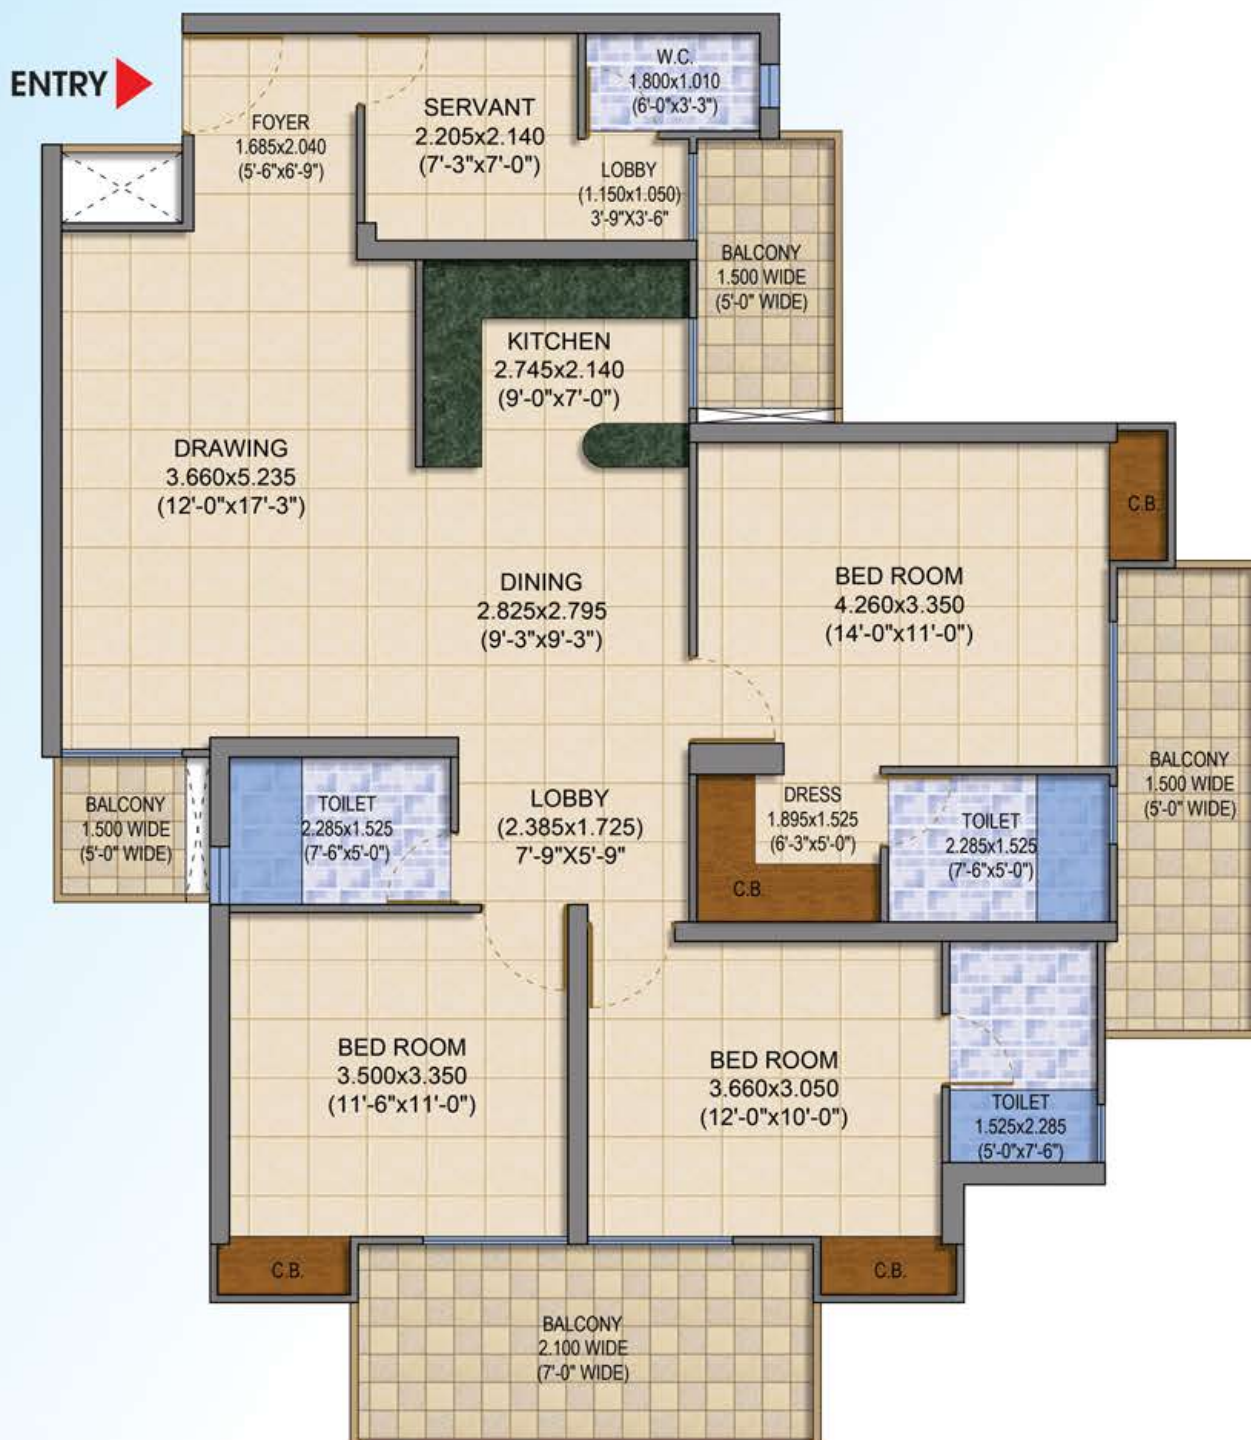 ENTRY
W.C.
1.800x1.010
(6'-0"x3'-3")
FOYER
1.685x2.040
(5'-6"x6'-9")
SERVANT
2.205x2.140
(7'-3"x7'-0")
LOBBY
(1.150x1.050)
3'-9"X3'-6"
BALCONY
1.500 WIDE
(5'-0" WIDE)
KITCHEN
2.745x2.140
(9'-0"x7'-0")
DRAWING
3.660x5.235
(12'-0"x17'-3")
C.B.
DINING
2.825x2.795
(9'-3"x9'-3")
BED ROOM
4.260x3.350
(14'-0"x11'-0")
BALCONY
1.500 WIDE
(5'-0" WIDE)
BALCONY
1.500 WIDE
(5'-0" WIDE)
TOILET
2.285x1.525
(7'-6"x5'-0")
LOBBY
(2.385x1.725)
7'-9"X5'-9"
DRESS
1.895x1.525
(6'-3"x5'-0")
C.B.
TOILET
2.285x1.525
(7'-6"x5'-0")
BED ROOM
3.500x3.350
(11'-6"x11'-0")
BED ROOM
3.660x3.050
(12'-0"x10'-0")
TOILET
1.525x2.285
(5'-0"x7'-6")
C.B.
C.B.
BALCONY
2.100 WIDE
(7'-0" WIDE)